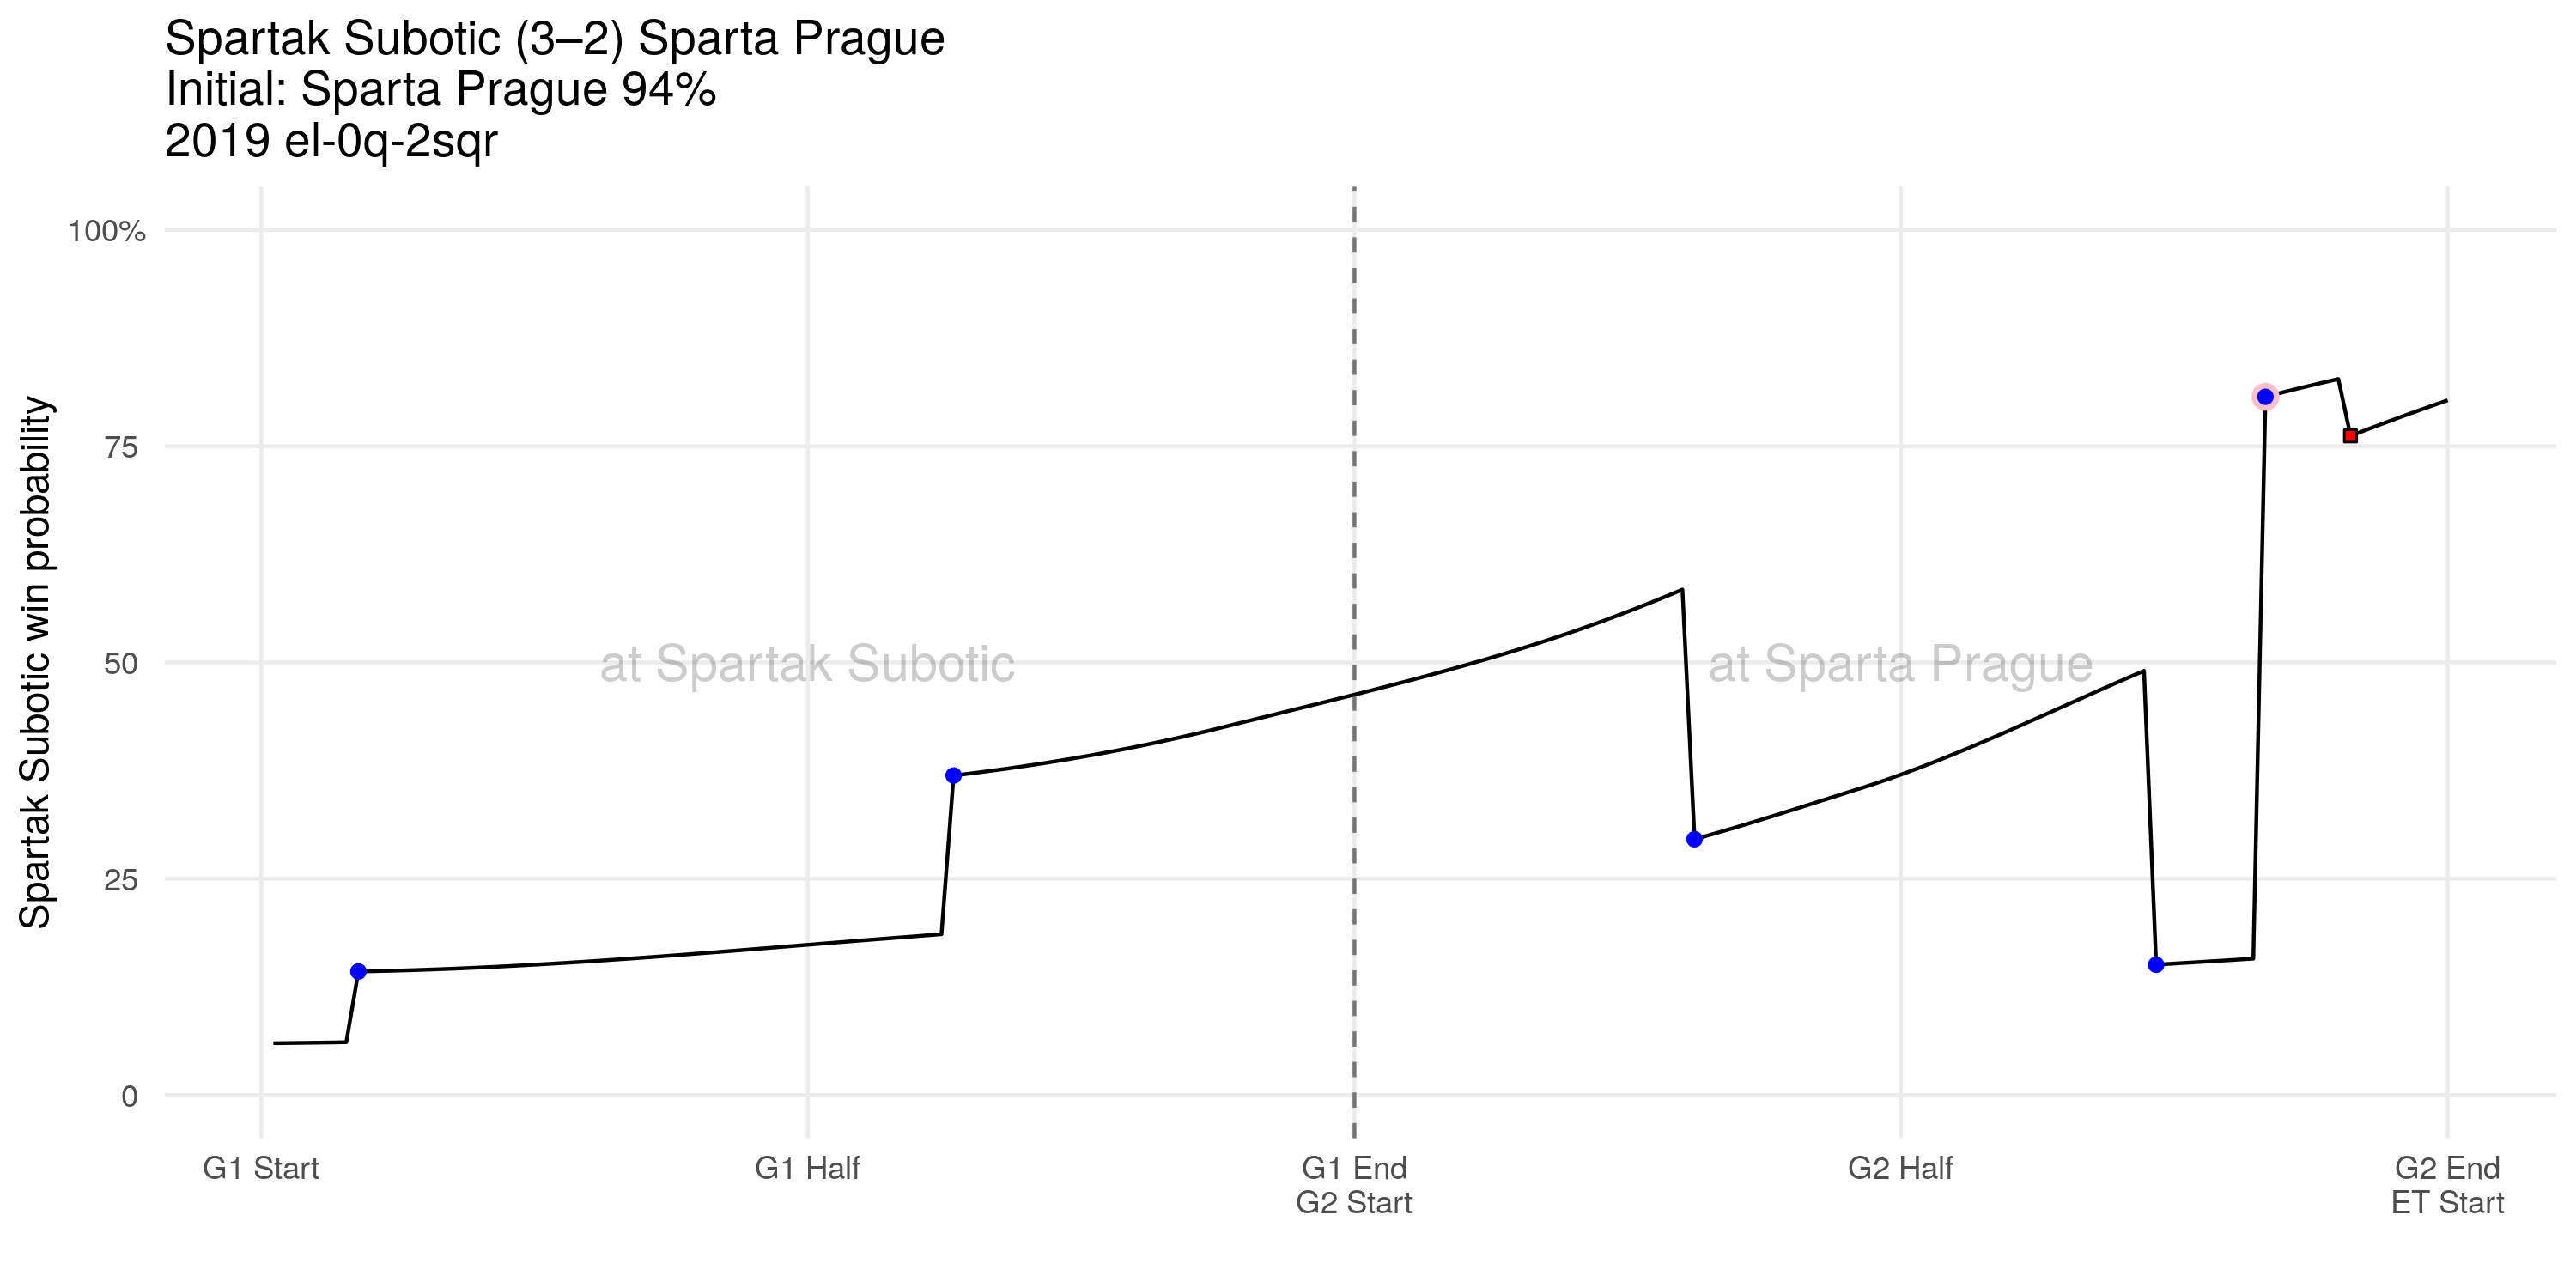 Spartak Subotic (3–2) Sparta Prague
Initial: Sparta Prague 94%
2019 el-0q-2sqr
Spartak Subotic win probability
100%
75
50
25
0
at Spartak Subotic
at Sparta Prague
G1 Start
G1 Half
G1 End
G2 Start
G2 Half
G2 End
ET Start